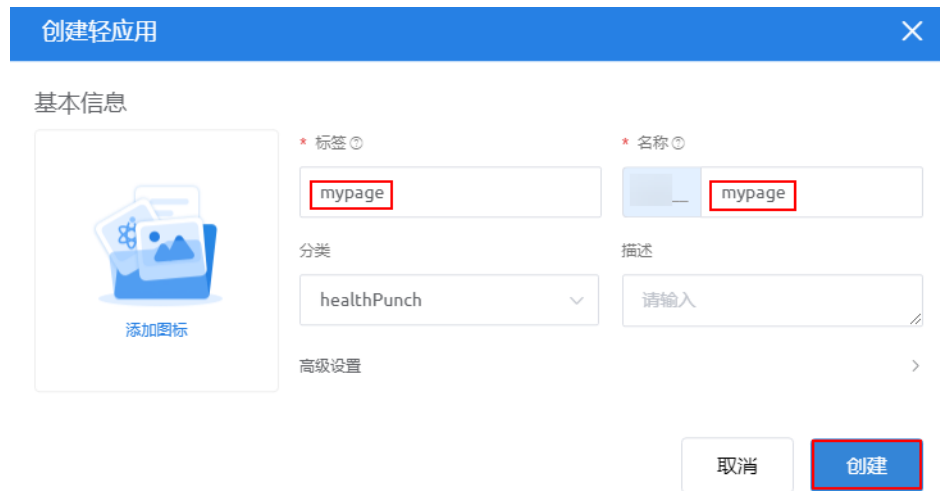 创建轻应用
基本信息
* 标签
* 名称
mypage
__ mypage
分类
描述
healthPunch
请输入
添加图标
高级设置
取消
创建